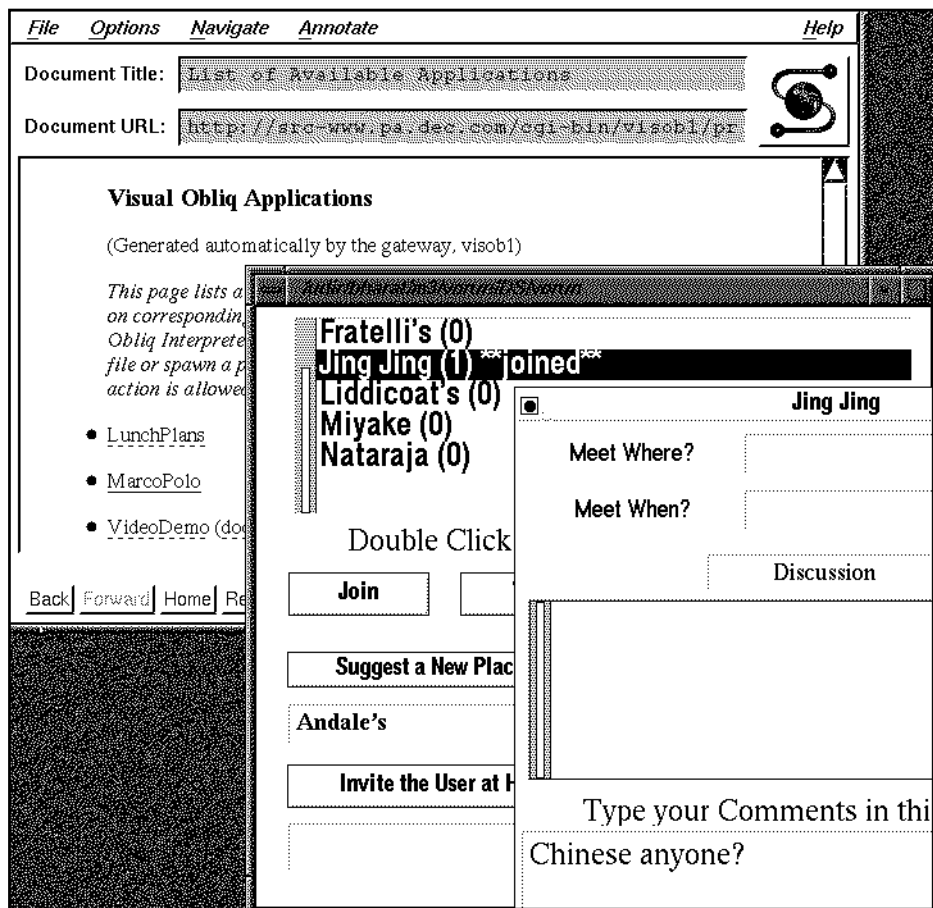 File Options Navigate Annotate Help
Document Title: List of Available Applications
Document URL: http://src-www.pa.dec.com/cgi-bin/visob1/pr
Visual Obliq Applications
(Generated automatically by the gateway, visob1)
This page lists a
on corresponding
Obliq Interprete
file or spawn a p
action is allowed
LunchPlans
MarcoPolo
VideoDemo (doc
Back Forward Home Re
Fratelli's (0)
Jing Jing (1) **joined**
Liddicoat's (0)
Miyake (0)
Nataraja (0)
Double Click
Join
Suggest a New Plac
Andale's
Invite the User at H
Jing Jing
Meet Where?
Meet When?
Discussion
Type your Comments in thi
Chinese anyone?